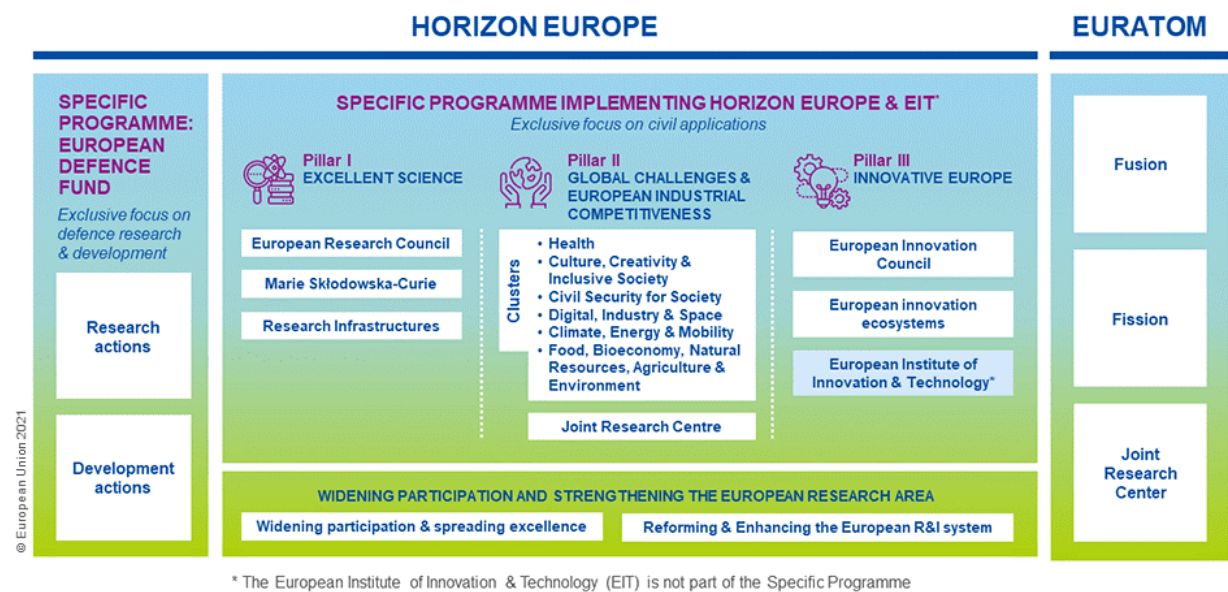 HORIZON EUROPE
EURATOM
SPECIFIC
PROGRAMME:
EUROPEAN
DEFENCE
FUND
Exclusive focus on
defence research
& development
Research
actions
Development
actions
SPECIFIC PROGRAMME IMPLEMENTING HORIZON EUROPE & EIT*
Exclusive focus on civil applications
Pillar I
EXCELLENT SCIENCE
European Research Council
Marie Skłodowska-Curie
Research Infrastructures
Pillar II
GLOBAL CHALLENGES &
EUROPEAN INDUSTRIAL
COMPETITIVENESS
Clusters
• Health
• Culture, Creativity &
Inclusive Society
• Civil Security for Society
• Digital, Industry & Space
• Climate, Energy & Mobility
• Food, Bioeconomy, Natural
Resources, Agriculture &
Environment
Joint Research Centre
Pillar III
INNOVATIVE EUROPE
European Innovation
Council
European innovation
ecosystems
European Institute of
Innovation & Technology*
WIDENING PARTICIPATION AND STRENGTHENING THE EUROPEAN RESEARCH AREA
Widening participation & spreading excellence
Reforming & Enhancing the European R&I system
Fusion
Fission
Joint
Research
Center
© European Union 2021
* The European Institute of Innovation & Technology (EIT) is not part of the Specific Programme